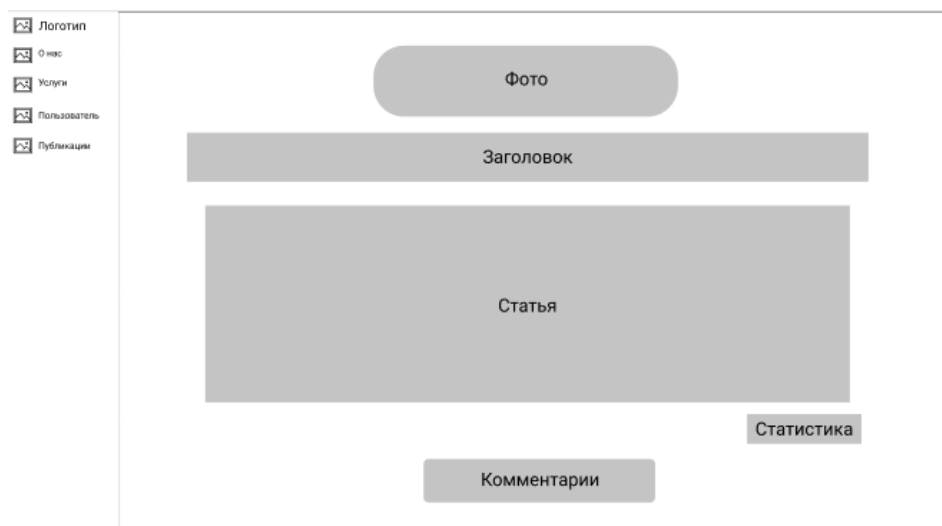 Логотип
О нас
Услуги
Пользователь
Публикации
Фото
Заголовок
Статья
Статистика
Комментарии